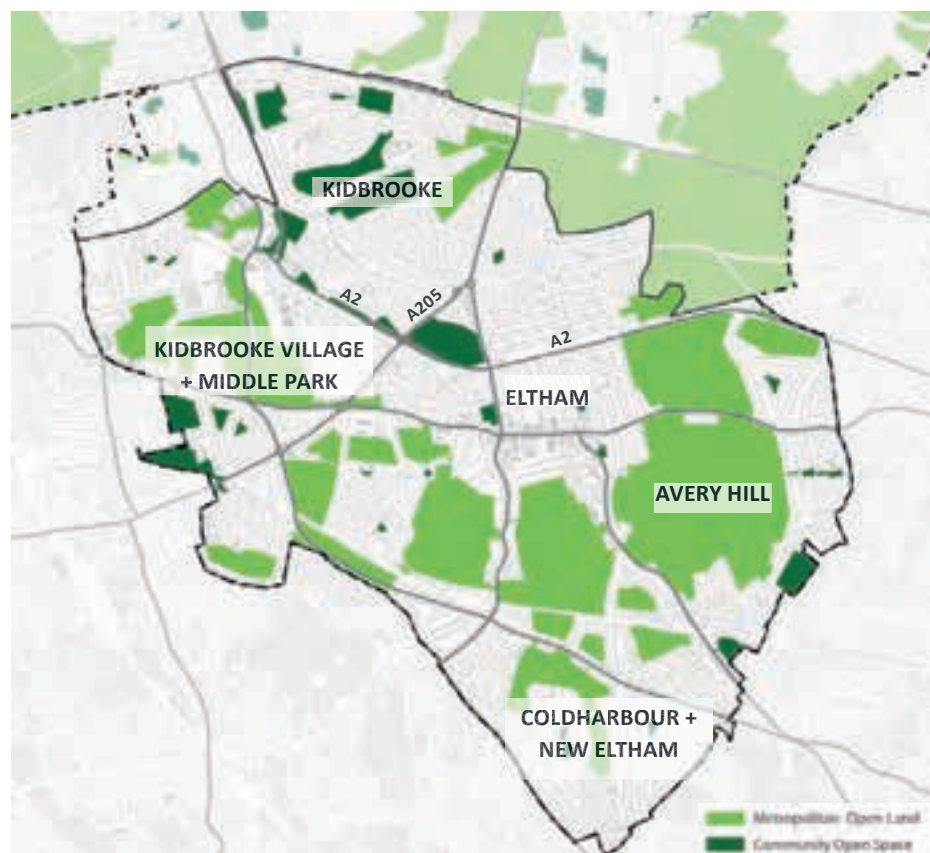 KIDBROOKE
A2
A205
A2
KIDBROOKE VILLAGE
+ MIDDLE PARK
ELTHAM
AVERY HILL
COLDHARBOUR +
NEW ELTHAM
Metropolitan Open Land
Community Open Space